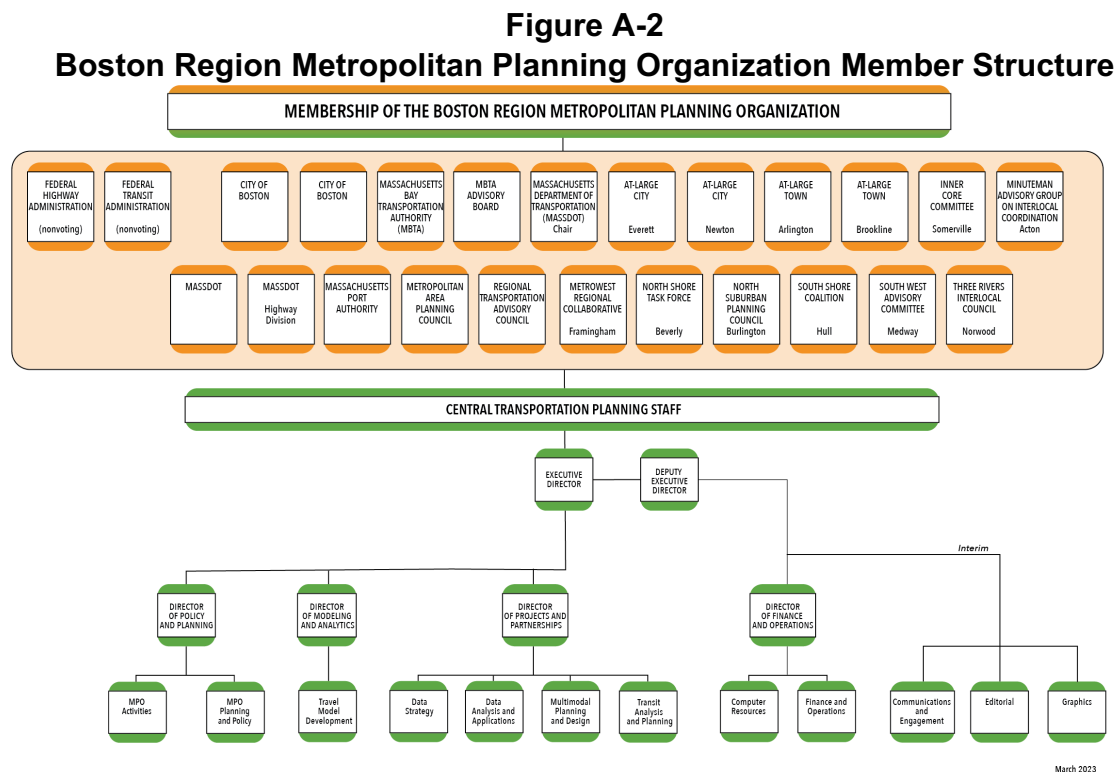 Figure A-2
Boston Region Metropolitan Planning Organization Member Structure
MEMBERSHIP OF THE BOSTON REGION METROPOLITAN PLANNING ORGANIZATION
FEDERAL
HIGHWAY
ADMINISTRATION
(nonvoting)
FEDERAL
TRANSIT
ADMINISTRATION
(nonvoting)
CITY OF
BOSTON
CITY OF
BOSTON
MASSACHUSETTS
BAY
TRANSPORTATION
AUTHORITY
(MBTA)
MBTA
ADVISORY
BOARD
MASSACHUSETTS
DEPARTMENT OF
TRANSPORTATION
(MASSDOT)
Chair
AT-LARGE
CITY
Everett
AT-LARGE
CITY
Newton
AT-LARGE
TOWN
Arlington
AT-LARGE
TOWN
Brookline
INNER
CORE
COMMITTEE
Somerville
MINUTEMAN
ADVISORY GROUP
ON INTERLOCAL
COORDINATION
Acton
MASSDOT
MASSDOT
Highway
Division
MASSACHUSETTS
PORT
AUTHORITY
METROPOLITAN
AREA
PLANNING
COUNCIL
REGIONAL
TRANSPORTATION
ADVISORY
COUNCIL
METROWEST
REGIONAL
COLLABORATIVE
Framingham
NORTH SHORE
TASK FORCE
Beverly
NORTH
SUBURBAN
PLANNING
COUNCIL
Burlington
SOUTH SHORE
COALITION
Hull
SOUTH WEST
ADVISORY
COMMITTEE
Medway
THREE RIVERS
INTERLOCAL
COUNCIL
Norwood
CENTRAL TRANSPORTATION PLANNING STAFF
EXECUTIVE
DIRECTOR
DEPUTY
EXECUTIVE
DIRECTOR
Interim
DIRECTOR
OF POLICY
AND PLANNING
DIRECTOR
OF MODELING
AND ANALYTICS
DIRECTOR
OF PROJECTS AND
PARTNERSHIPS
DIRECTOR
OF FINANCE
AND OPERATIONS
MPO
Activities
MPO
Planning
and Policy
Travel
Model
Development
Data
Strategy
Data
Analysis and
Applications
Multimodal
Planning
and Design
Transit
Analysis
and Planning
Computer
Resources
Finance and
Operations
Communications
and
Engagement
Editorial
Graphics
March 2023